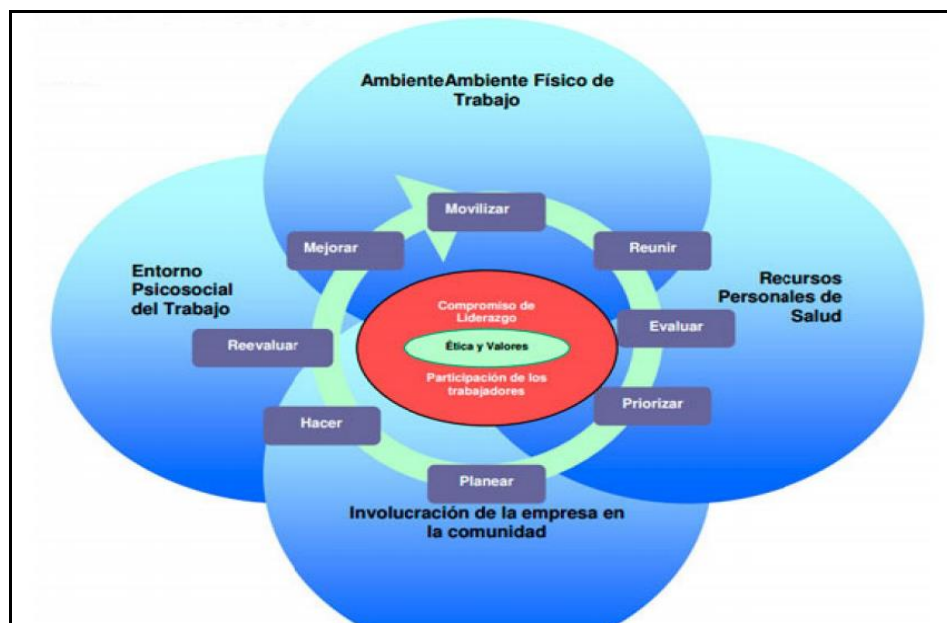 AmbienteAmbiente Físico de
Trabajo
Movilizar
Mejorar
Reunir
Entorno
Psicosocial
del Trabajo
Recursos
Personales de
Salud
Compromiso de
Liderazgo
Evaluar
Reevaluar
Ética y Valores
Participación de los
trabajadores
Priorizar
Hacer
Planear
Involucración de la empresa en
la comunidad